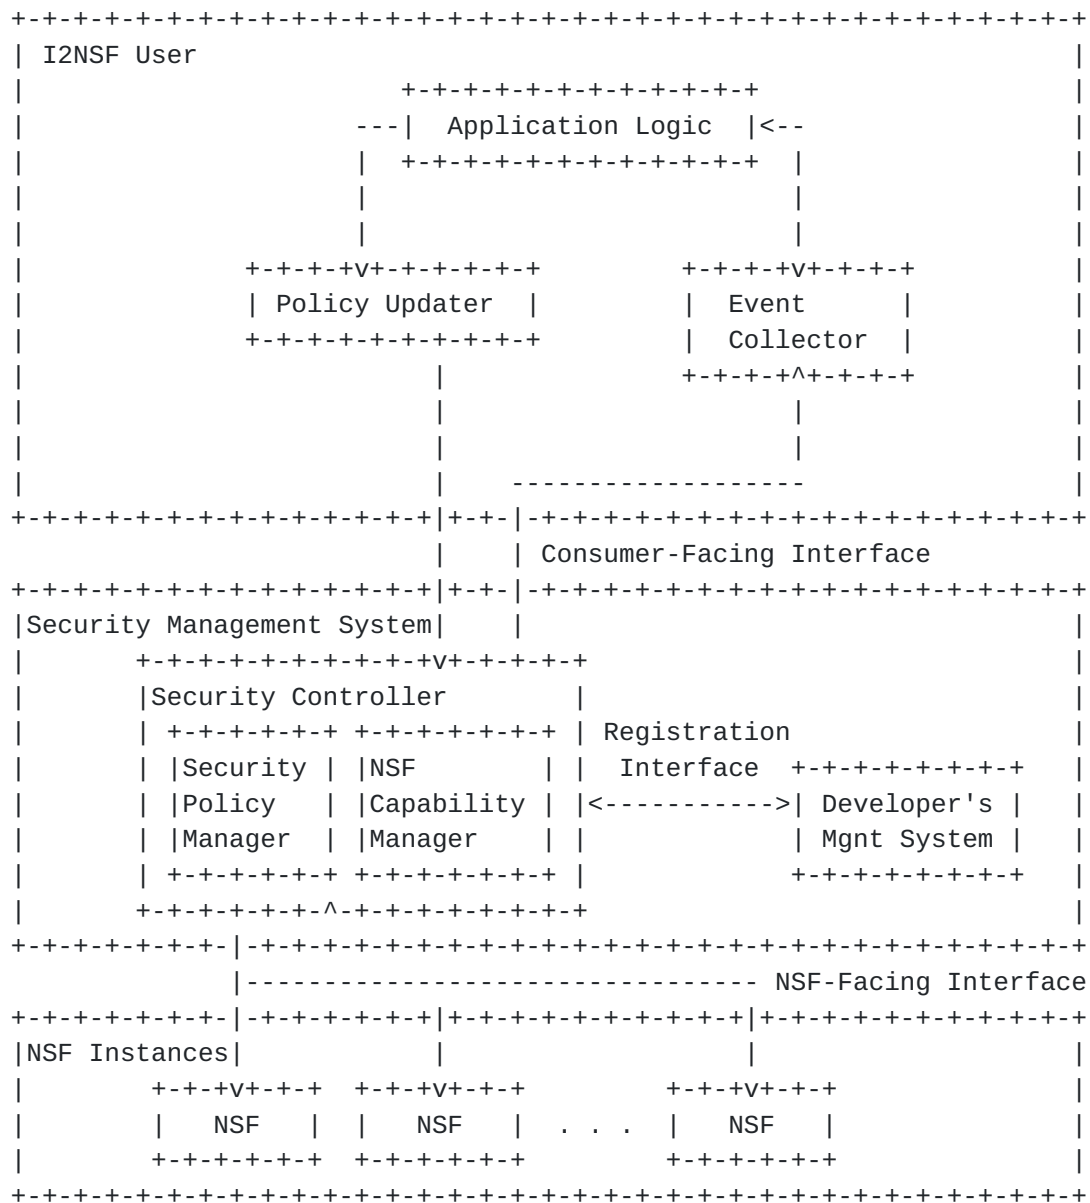 +-+-+-+-+-+-+-+-+-+-+-+-+-+-+-+-+-+-+-+-+-+-+-+-+-+-+-+-+-+-+-+-+-+-+
| I2NSF User                                                        |
|                        +-+-+-+-+-+-+-+-+-+-+-+                    |
|                     ---|  Application Logic  |<--                 |
|                     |  +-+-+-+-+-+-+-+-+-+-+-+  |                 |
|                     |                           |                 |
|                     |                           |                 |
|              +-+-+-+v+-+-+-+-+-+         +-+-+-+v+-+-+-+          |
|              | Policy Updater  |         |  Event      |          |
|              +-+-+-+-+-+-+-+-+-+         |  Collector  |          |
|                          |               +-+-+-+^+-+-+-+          |
|                          |                      |                 |
|                          |                      |                 |
|                          |    -------------------                 |
+-+-+-+-+-+-+-+-+-+-+-+-+-+|+-+-|-+-+-+-+-+-+-+-+-+-+-+-+-+-+-+-+-+-+
                           |    | Consumer-Facing Interface
+-+-+-+-+-+-+-+-+-+-+-+-+-+|+-+-|-+-+-+-+-+-+-+-+-+-+-+-+-+-+-+-+-+-+
|Security Management System|    |                                   |
|       +-+-+-+-+-+-+-+-+-+v+-+-+-+-+                               |
|       |Security Controller        |                               |
|       | +-+-+-+-+-+ +-+-+-+-+-+-+ | Registration                  |
|       | |Security | |NSF        | |  Interface  +-+-+-+-+-+-+-+   |
|       | |Policy   | |Capability | |<----------->| Developer's |   |
|       | |Manager  | |Manager    | |             | Mgnt System |   |
|       | +-+-+-+-+-+ +-+-+-+-+-+-+ |             +-+-+-+-+-+-+-+   |
|       +-+-+-+-+-+-^-+-+-+-+-+-+-+-+                               |
+-+-+-+-+-+-+-|-+-+-+-+-+-+-+-+-+-+-+-+-+-+-+-+-+-+-+-+-+-+-+-+-+-+-+
              |--------------------------------- NSF-Facing Interface
+-+-+-+-+-+-+-|-+-+-+-+-+-+|+-+-+-+-+-+-+-+-+-+|+-+-+-+-+-+-+-+-+-+-+
|NSF Instances|            |                   |                    |
|        +-+-+v+-+-+  +-+-+v+-+-+         +-+-+v+-+-+               |
|        |   NSF   |  |   NSF   |  . . .  |   NSF   |               |
|        +-+-+-+-+-+  +-+-+-+-+-+         +-+-+-+-+-+               |
+-+-+-+-+-+-+-+-+-+-+-+-+-+-+-+-+-+-+-+-+-+-+-+-+-+-+-+-+-+-+-+-+-+-+